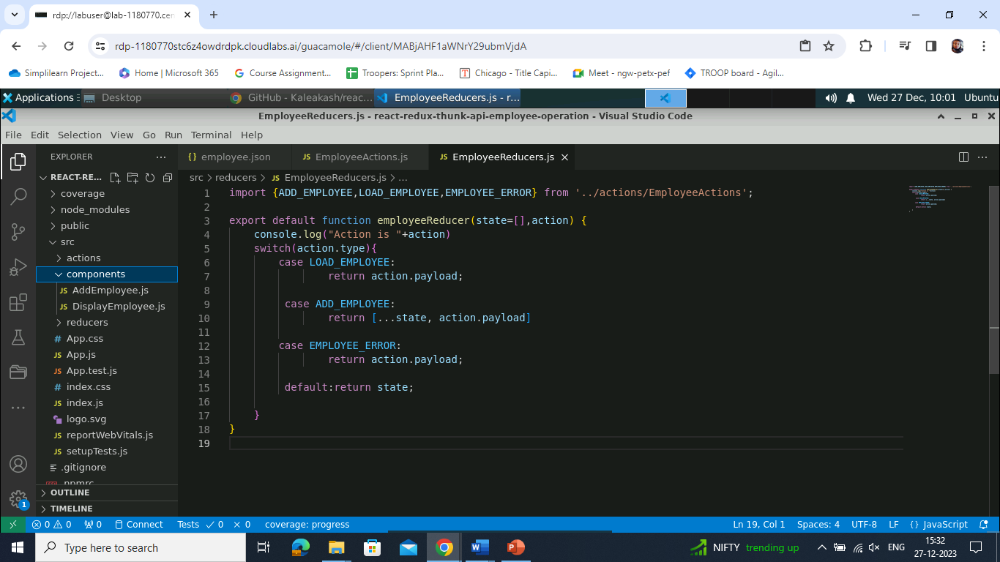 rdp://labuser@lab-1180770.cen
rdp-1180770stc6z4owdrdpk.cloudlabs.ai/guacamole/#/client/MABjAHF1aWNrY29ubmVjdA
Simplilearn Project... Home | Microsoft 365 Course Assignment... Troopers: Sprint Pla... Chicago - Title Capi... Meet - ngw-petx-pef TROOP board - Agil...
Applications Desktop GitHub - Kaleakash/reac... EmployeeReducers.js - r... Wed 27 Dec, 10:01 Ubuntu
EmployeeReducers.js - react-redux-thunk-api-employee-operation - Visual Studio Code
File Edit Selection View Go Run Terminal Help
EXPLORER ... {} employee.json JS EmployeeActions.js JS EmployeeReducers.js
REACT-RE... src > reducers > JS EmployeeReducers.js > ...
coverage
node_modules
public
src
actions
components
JS AddEmployee.js
JS DisplayEmployee.js
reducers
# App.css
JS App.js
JS App.test.js
# index.css
JS index.js
logo.svg
JS reportWebVitals.js
JS setupTests.js
.gitignore
.npmrc
OUTLINE
TIMELINE
1 import {ADD_EMPLOYEE,LOAD_EMPLOYEE,EMPLOYEE_ERROR} from '../actions/EmployeeActions';
2
3 export default function employeeReducer(state=[],action) {
4 console.log("Action is "+action)
5 switch(action.type){
6 case LOAD_EMPLOYEE:
7 return action.payload;
8
9 case ADD_EMPLOYEE:
10 return [...state, action.payload]
11
12 case EMPLOYEE_ERROR:
13 return action.payload;
14
15 default:return state;
16
17 }
18 }
19
1
0 0 0 Connect Tests 0 0 coverage: progress Ln 19, Col 1 Spaces: 4 UTF-8 LF {} JavaScript
Type here to search NIFTY trending up ENG 15:32
27-12-2023